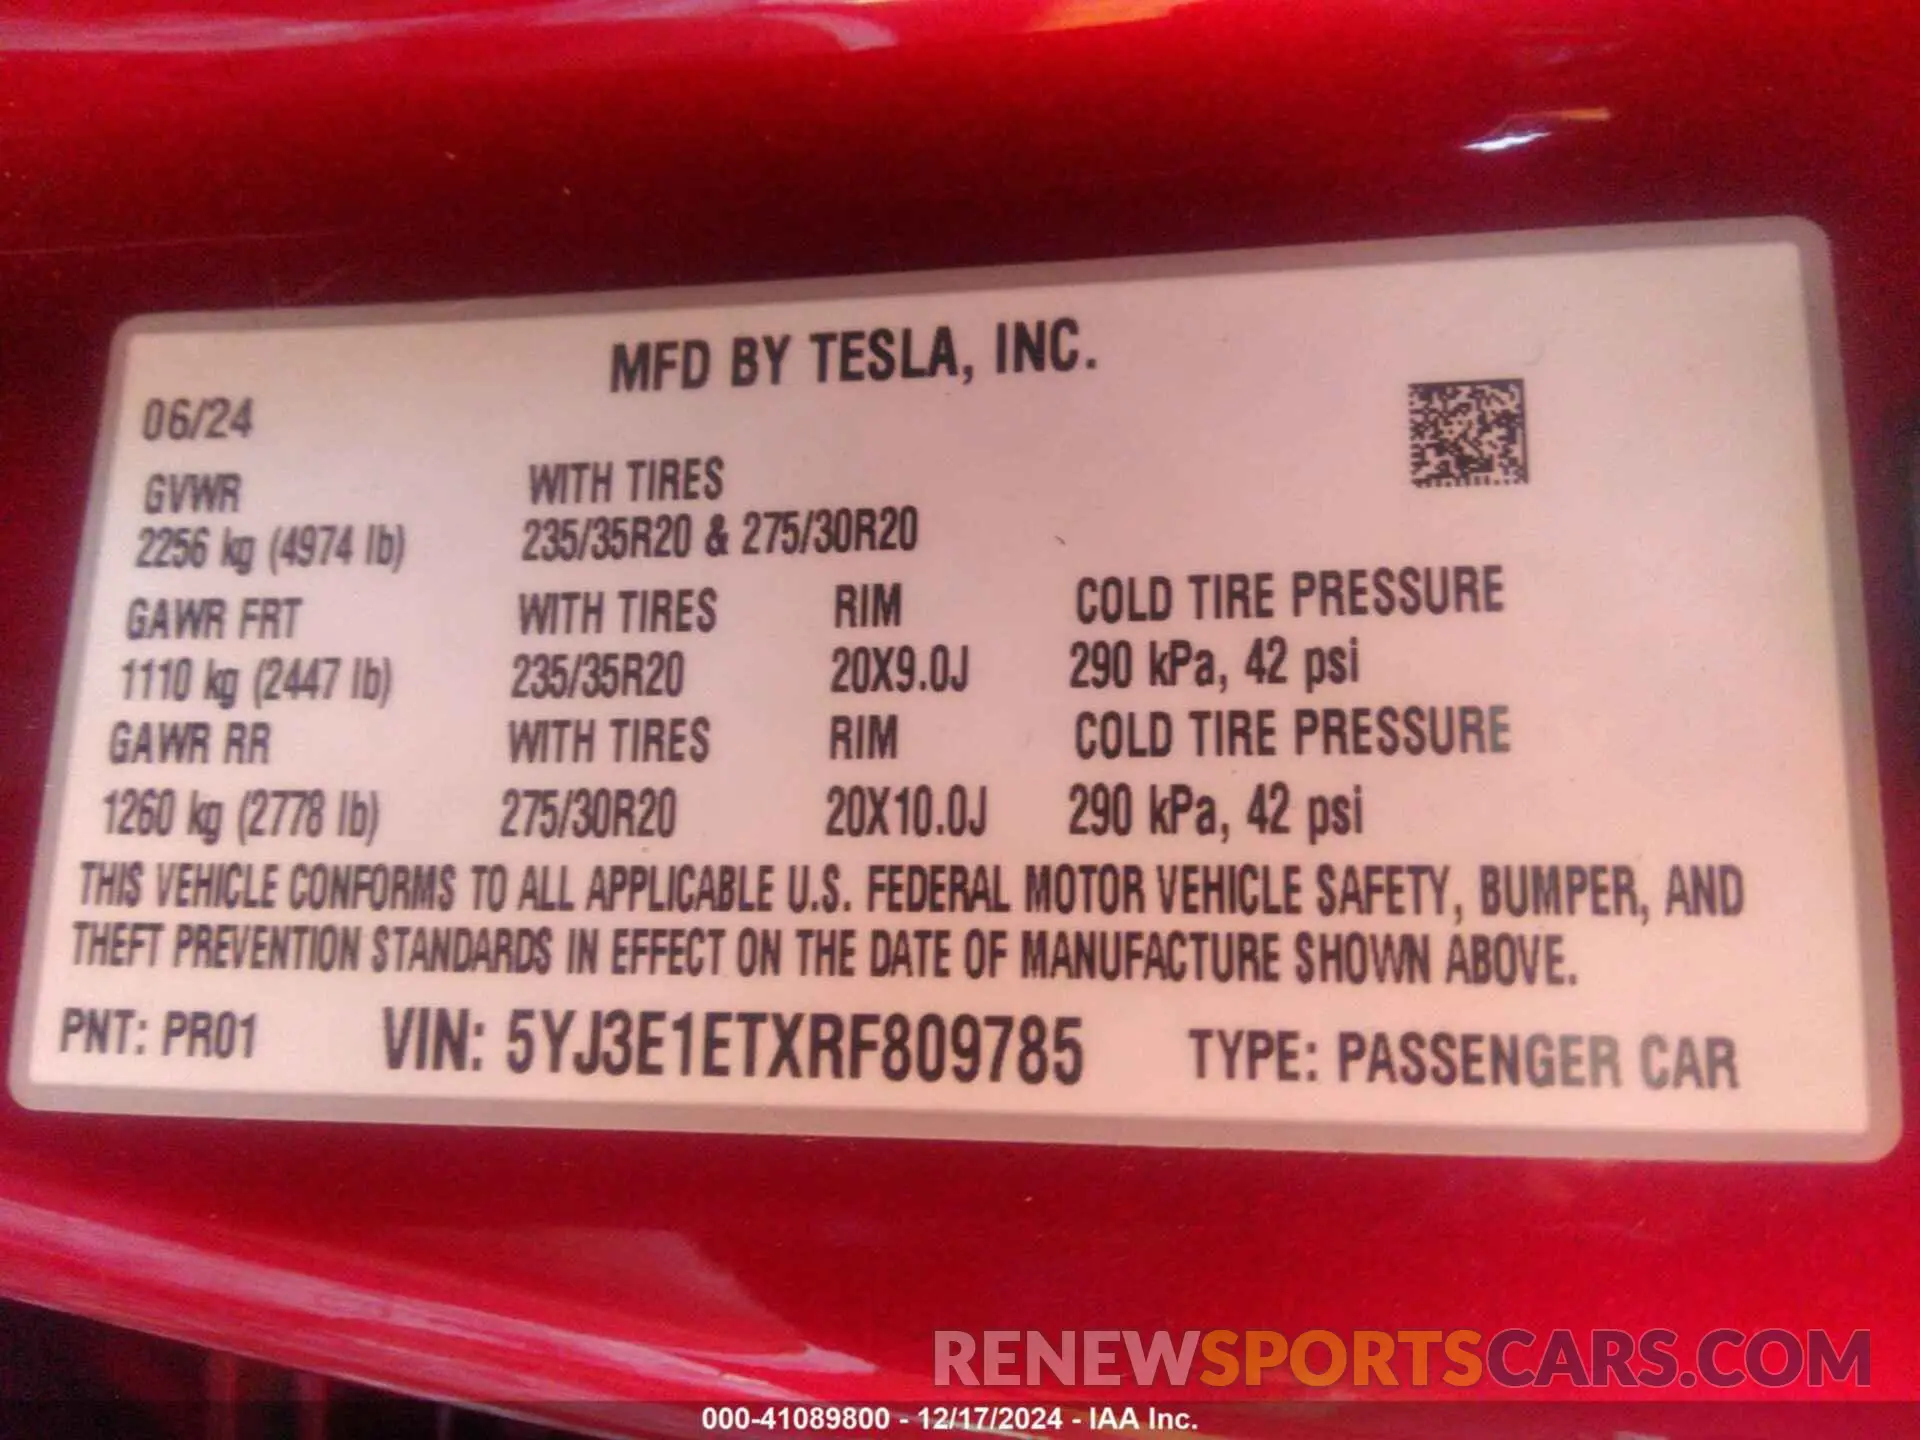 MFD BY TESLA, INC.
06/24
GVWR WITH TIRES
2256 kg (4974 lb) 235/35R20 & 275/30R20
GAWR FRT WITH TIRES RIM COLD TIRE PRESSURE
1110 kg (2447 lb) 235/35R20 20X9.0J 290 kPa, 42 psi
GAWR RR WITH TIRES RIM COLD TIRE PRESSURE
1260 kg (2778 lb) 275/30R20 20X10.0J 290 kPa, 42 psi
THIS VEHICLE CONFORMS TO ALL APPLICABLE U.S. FEDERAL MOTOR VEHICLE SAFETY, BUMPER, AND
THEFT PREVENTION STANDARDS IN EFFECT ON THE DATE OF MANUFACTURE SHOWN ABOVE.
PNT: PR01 VIN: 5YJ3E1ETXRF809785 TYPE: PASSENGER CAR
RENEWSPORTSCARS.COM
000-41089800 - 12/17/2024 - IAA Inc.